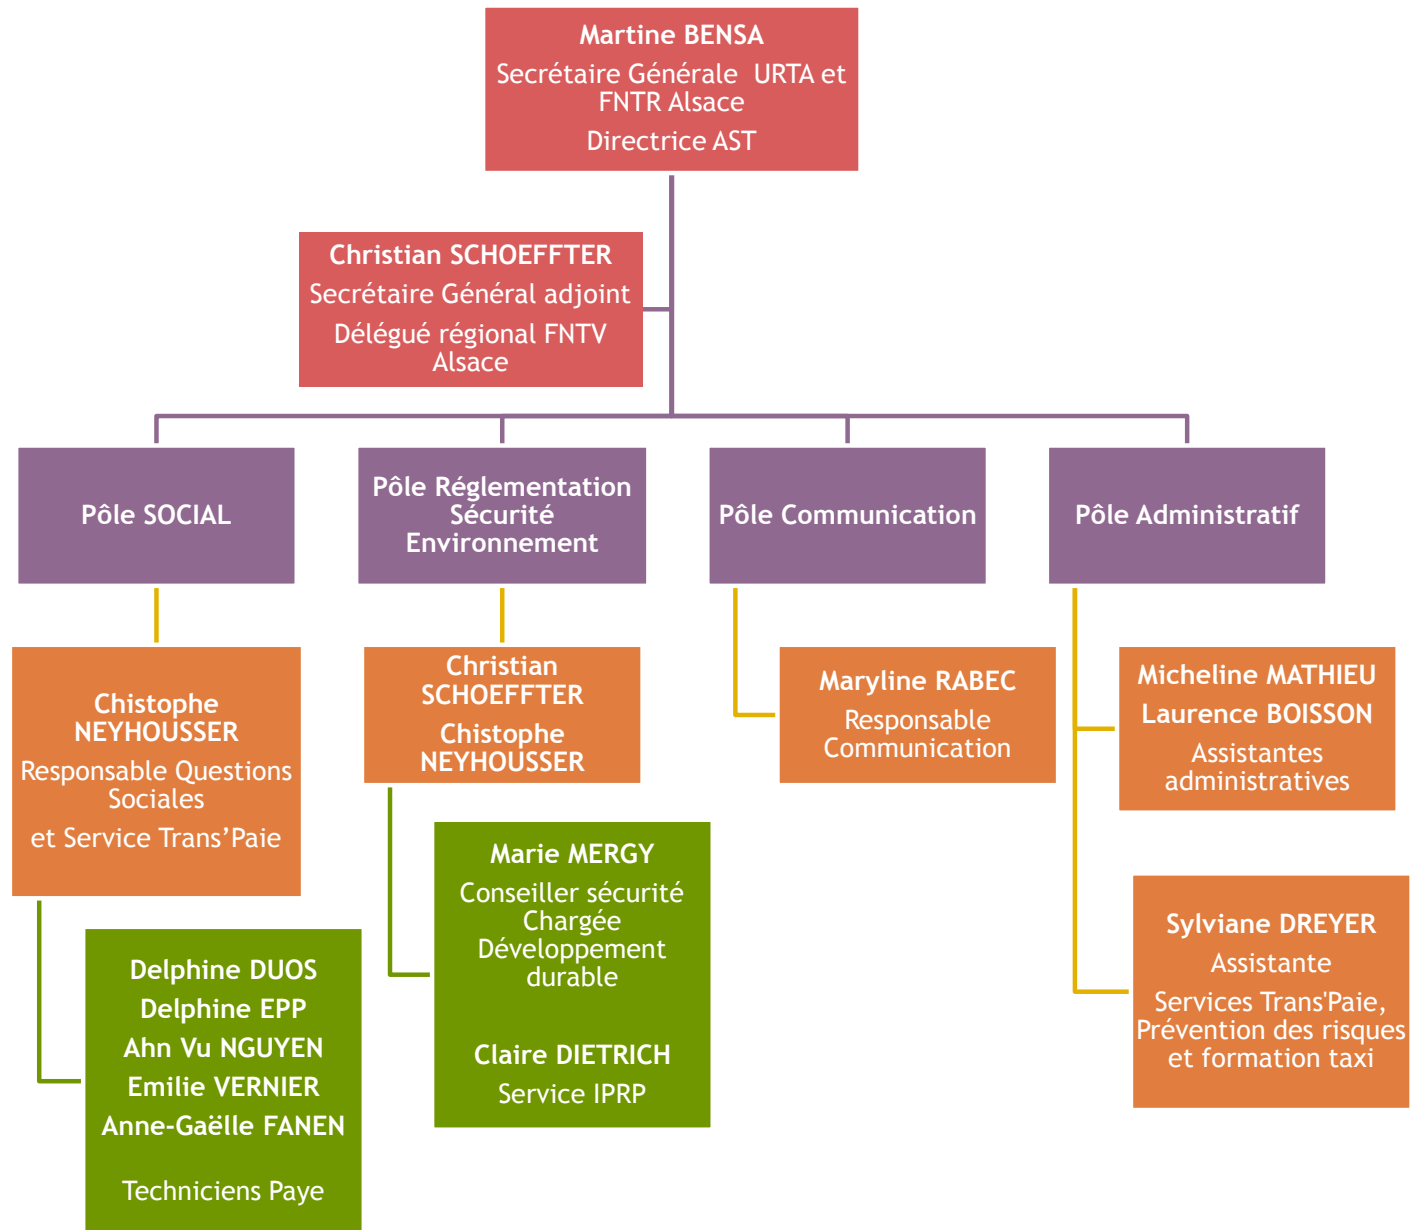 Martine BENSA
Secrétaire Générale URTA et
FNTR Alsace
Directrice AST
Christian SCHOEFFTER
Secrétaire Général adjoint
Délégué régional FNTV
Alsace
Pôle SOCIAL
Pôle Réglementation
Sécurité
Environnement
Pôle Communication
Pôle Administratif
Chistophe
NEYHOUSSER
Responsable Questions
Sociales
et Service Trans’Paie
Christian
SCHOEFFTER
Chistophe
NEYHOUSSER
Maryline RABEC
Responsable
Communication
Micheline MATHIEU
Laurence BOISSON
Assistantes
administratives
Delphine DUOS
Delphine EPP
Ahn Vu NGUYEN
Emilie VERNIER
Anne-Gaëlle FANEN
Techniciens Paye
Marie MERGY
Conseiller sécurité
Chargée
Développement
durable
Claire DIETRICH
Service IPRP
Sylviane DREYER
Assistante
Services Trans'Paie,
Prévention des risques
et formation taxi